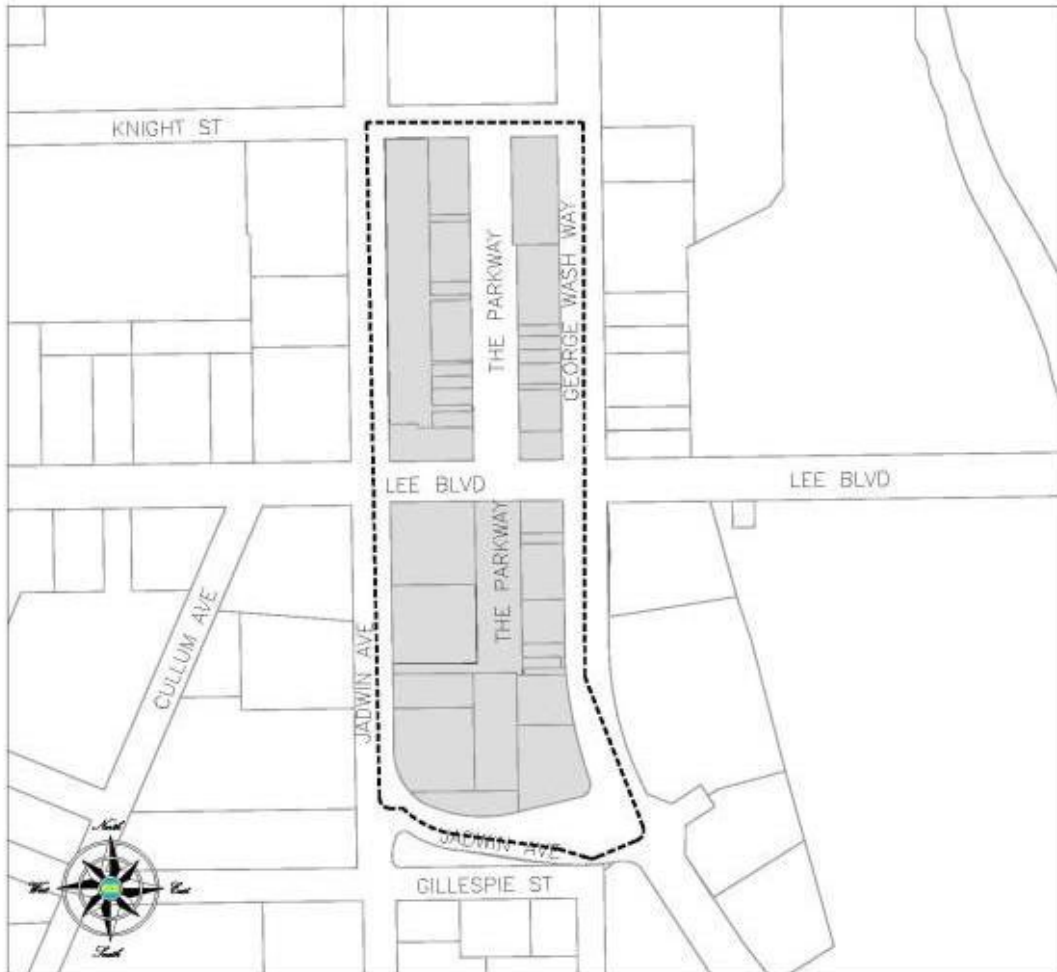 KNIGHT ST
THE PARKWAY
GEORGE WASH WAY
LEE BLVD
LEE BLVD
THE PARKWAY
CULLUM AVE
JADWIN AVE
North
West
East
South
JADWIN AVE
GILLESPIE ST